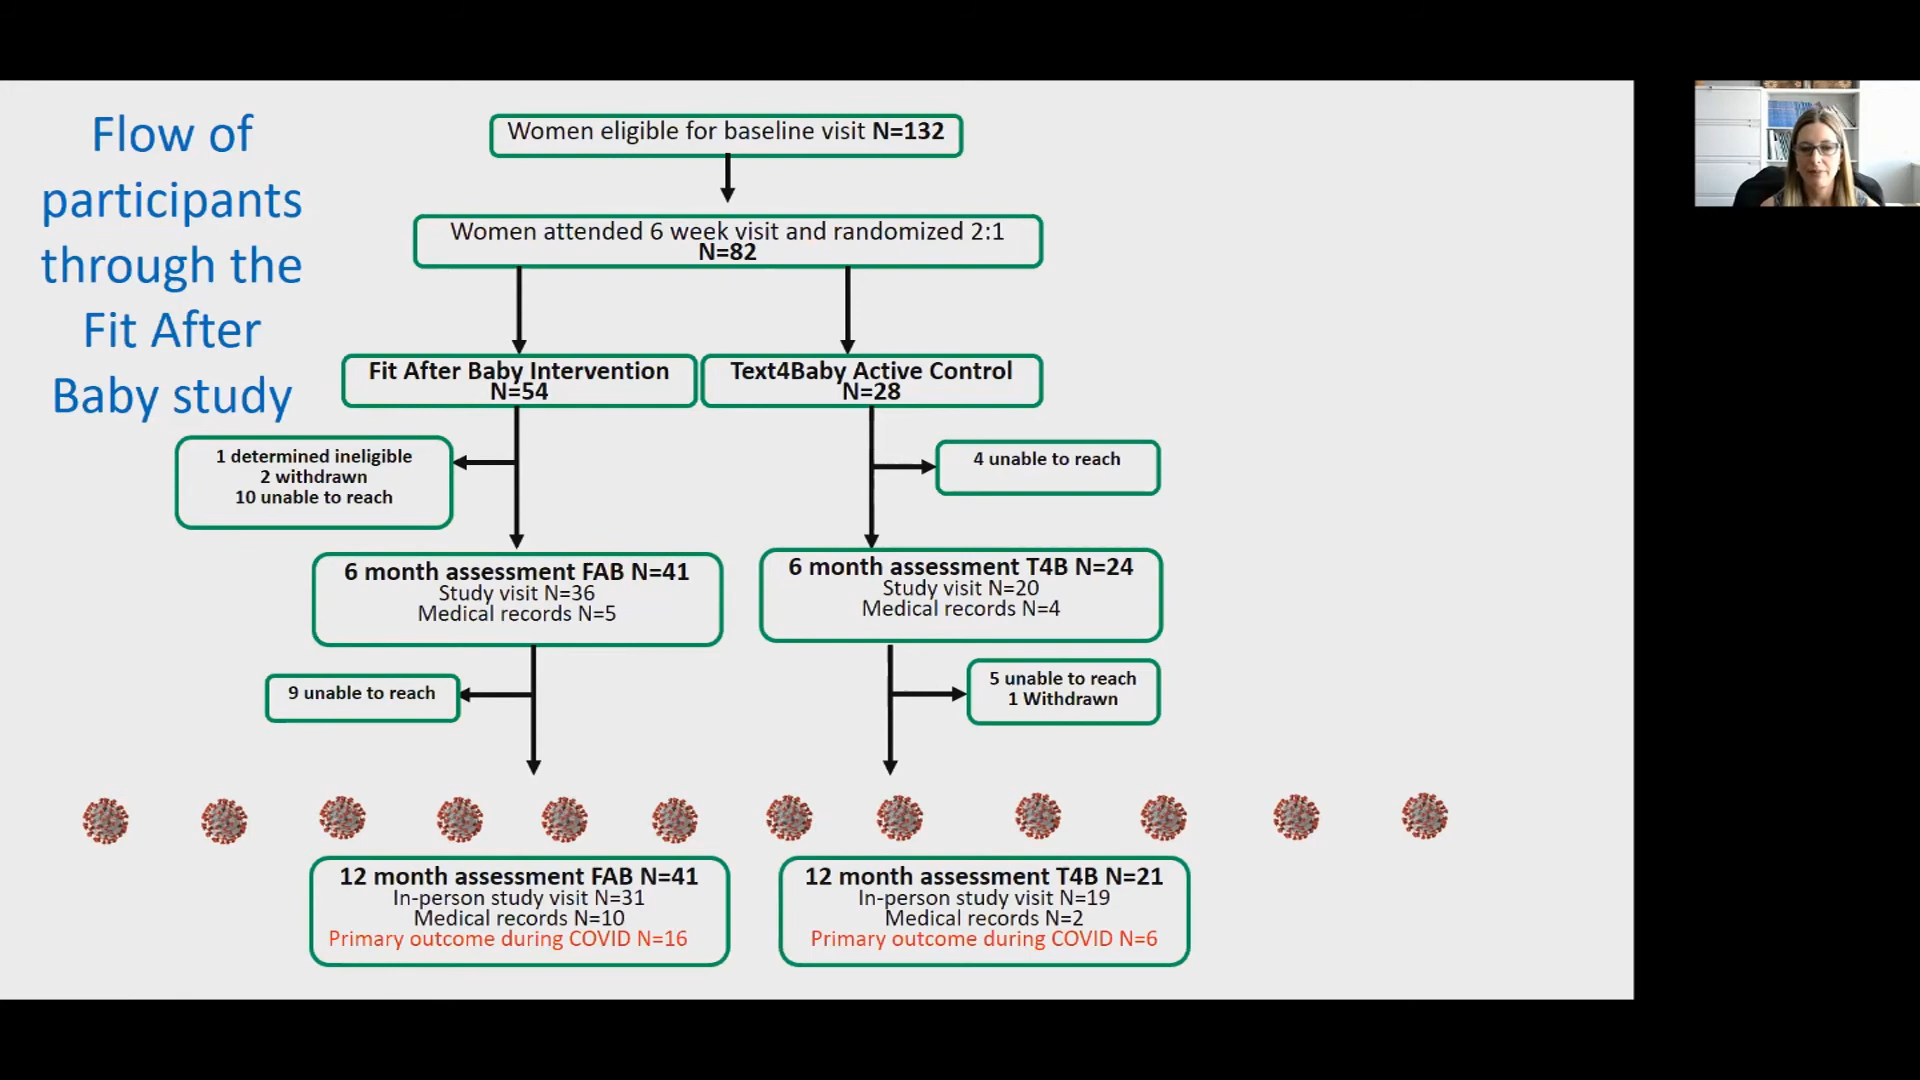 Flow of
participants
through the
Fit After
Baby study
Women eligible for baseline visit N=132
Women attended 6 week visit and randomized 2:1
N=82
Fit After Baby Intervention
N=54
Text4Baby Active Control
N=28
1 determined ineligible
2 withdrawn
10 unable to reach
4 unable to reach
6 month assessment FAB N=41
Study visit N=36
Medical records N=5
6 month assessment T4B N=24
Study visit N=20
Medical records N=4
9 unable to reach
5 unable to reach
1 Withdrawn
12 month assessment FAB N=41
In-person study visit N=31
Medical records N=10
Primary outcome during COVID N=16
12 month assessment T4B N=21
In-person study visit N=19
Medical records N=2
Primary outcome during COVID N=6